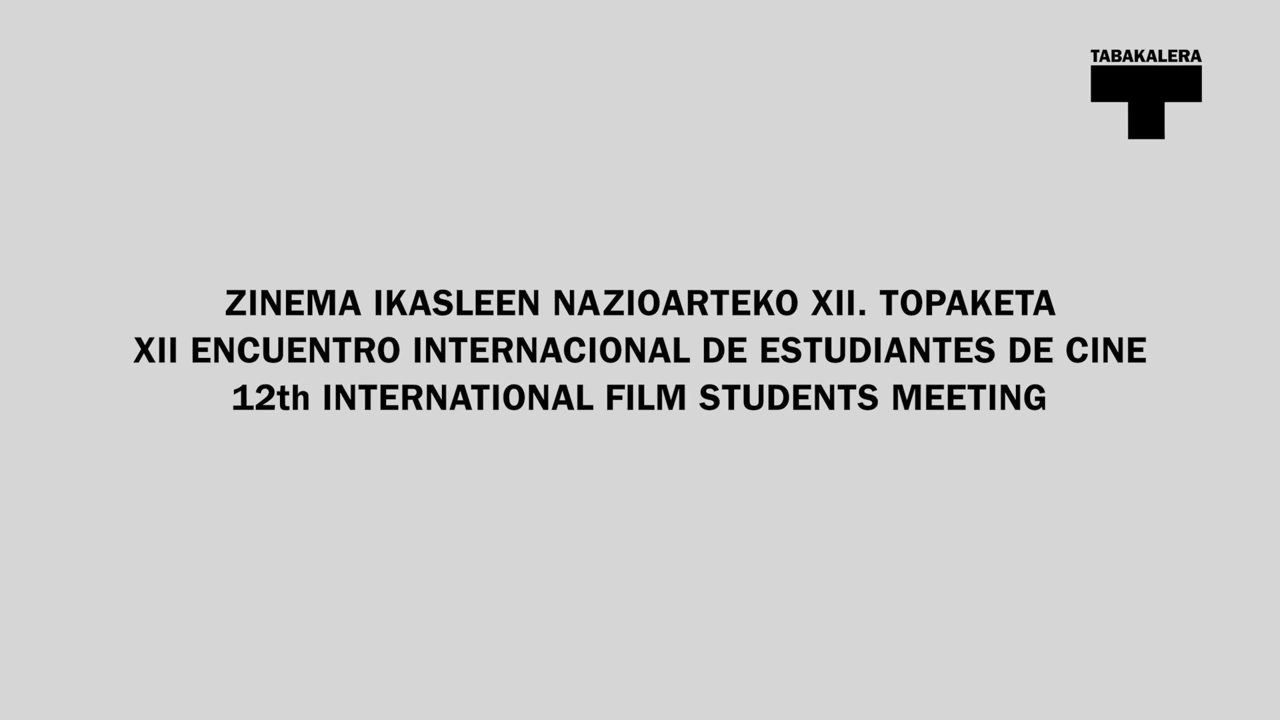 TABAKALERA
ZINEMA IKASLEEN NAZIOARTEKO XII. TOPAKETA
XII ENCUENTRO INTERNACIONAL DE ESTUDIANTES DE CINE
12th INTERNATIONAL FILM STUDENTS MEETING